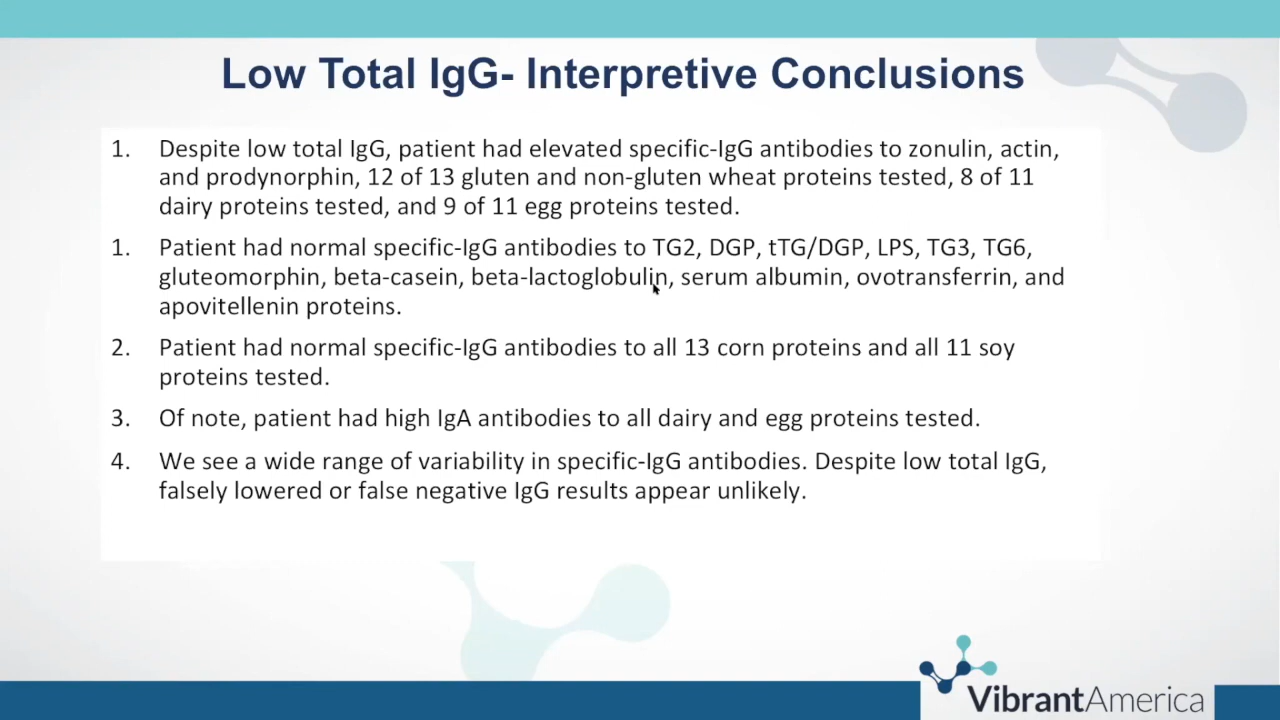 Low Total IgG- Interpretive Conclusions
1. Despite low total IgG, patient had elevated specific-IgG antibodies to zonulin, actin,
and prodynorphin, 12 of 13 gluten and non-gluten wheat proteins tested, 8 of 11
dairy proteins tested, and 9 of 11 egg proteins tested.
1. Patient had normal specific-IgG antibodies to TG2, DGP, tTG/DGP, LPS, TG3, TG6,
gluteomorphin, beta-casein, beta-lactoglobulin, serum albumin, ovotransferrin, and
apovitellenin proteins.
2. Patient had normal specific-IgG antibodies to all 13 corn proteins and all 11 soy
proteins tested.
3. Of note, patient had high IgA antibodies to all dairy and egg proteins tested.
4. We see a wide range of variability in specific-IgG antibodies. Despite low total IgG,
falsely lowered or false negative IgG results appear unlikely.
VibrantAmerica